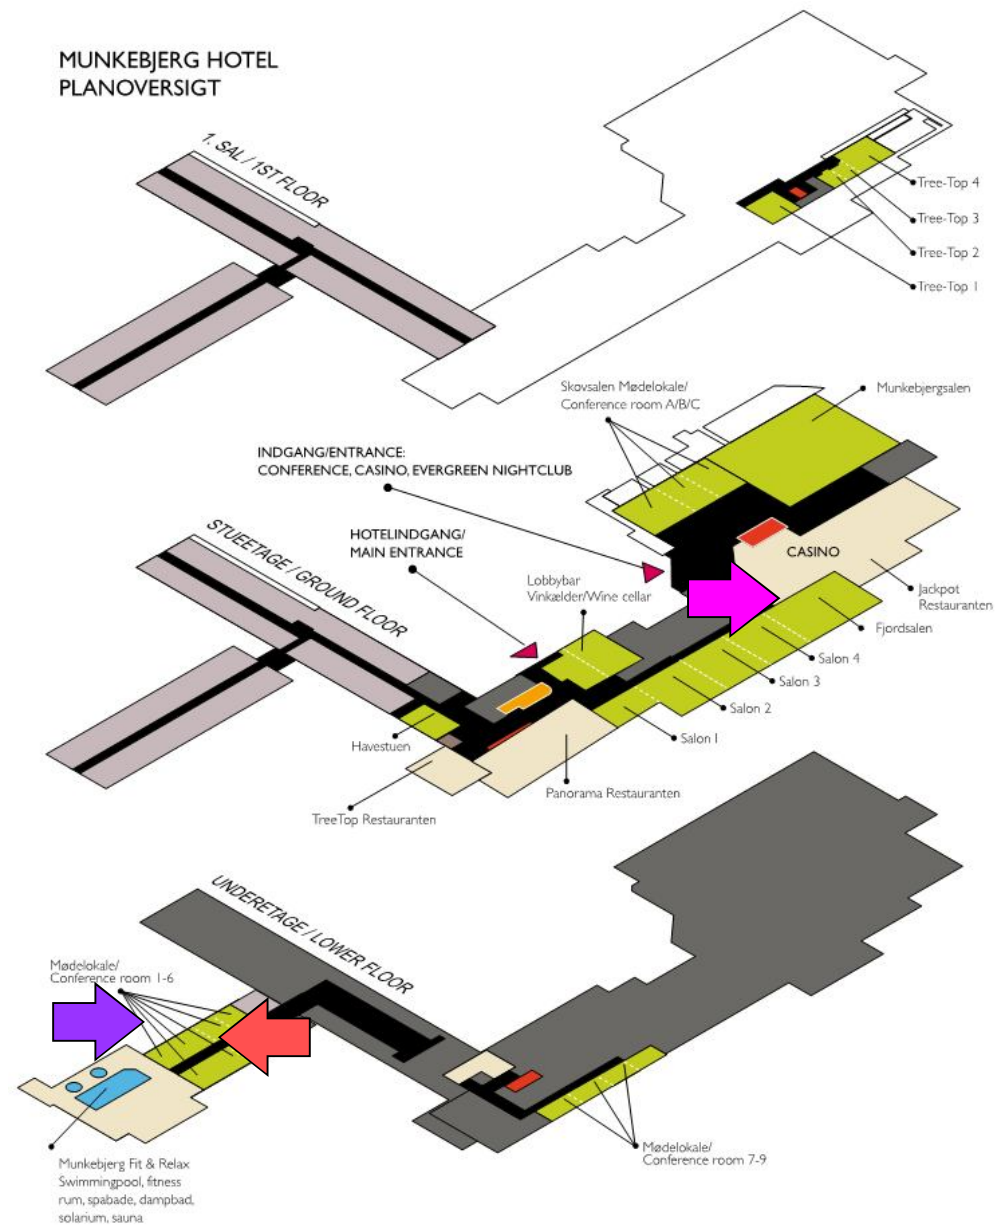 MUNKEBJERG HOTEL
PLANOVERSIGT
1. SAL / 1ST FLOOR
Tree-Top 4
Tree-Top 3
Tree-Top 2
Tree-Top 1
Skovsalen Mødelokale/
Conference room A/B/C
Munkebjergsalen
INDGANG/ENTRANCE:
CONFERENCE, CASINO, EVERGREEN NIGHTCLUB
HOTELINDGANG/
MAIN ENTRANCE
STUEETAGE / GROUND FLOOR
CASINO
Lobbybar
Vinkælder/Wine cellar
Jackpot
Restauranten
Fjordsalen
Salon 4
Salon 3
Salon 2
Salon 1
Havestuen
Panorama Restauranten
TreeTop Restauranten
UNDERETAGE / LOWER FLOOR
Mødelokale/
Conference room 1-6
Mødelokale/
Conference room 7-9
Munkebjerg Fit & Relax
Swimmingpool, fitness
rum, spabade, dampbad,
solarium, sauna